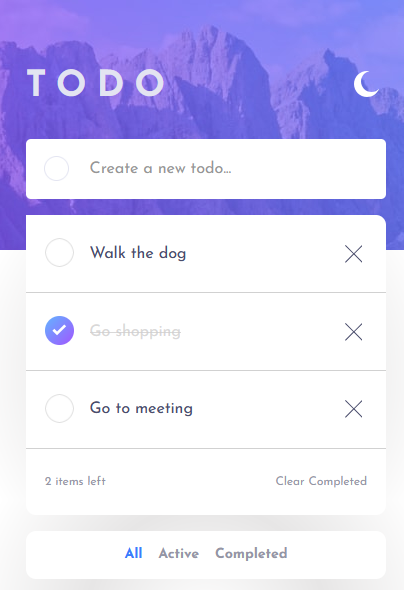 TODO
Create a new todo...
Walk the dog
Go shopping
Go to meeting
2 items left Clear Completed
All Active Completed